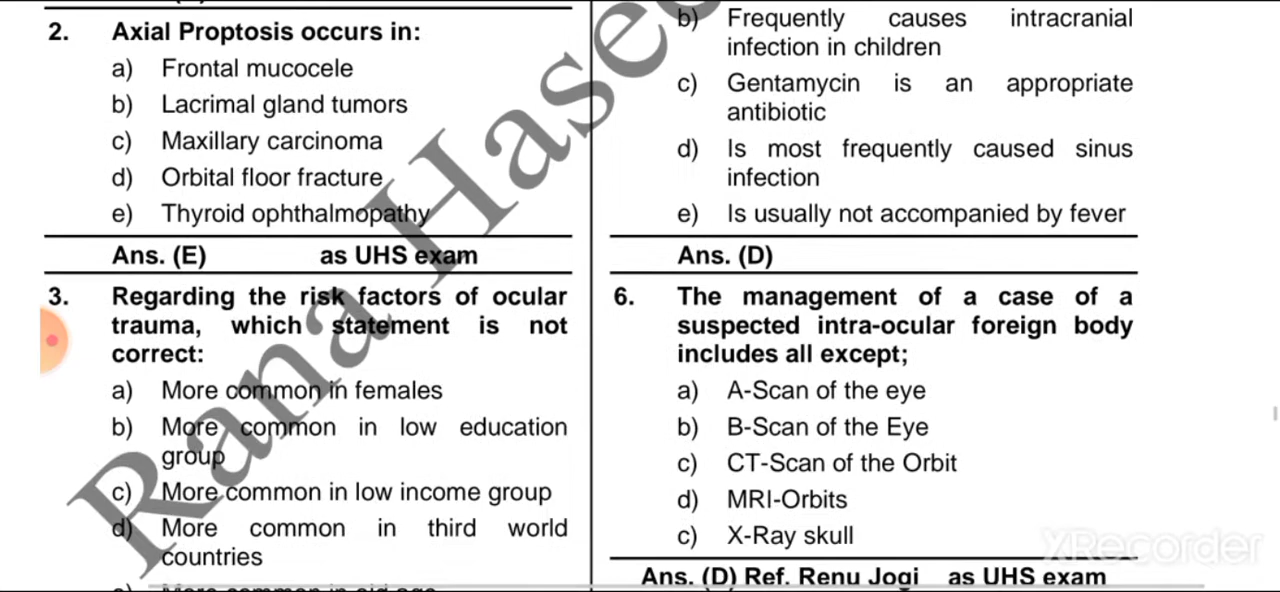 2. Axial Proptosis occurs in:
a) Frontal mucocele
b) Lacrimal gland tumors
c) Maxillary carcinoma
d) Orbital floor fracture
e) Thyroid ophthalmopathy
Ans. (E) as UHS exam
3. Regarding the risk factors of ocular
trauma, which statement is not
correct:
a) More common in females
b) More common in low education
group
c) More common in low income group
d) More common in third world
countries
b) Frequently causes intracranial
infection in children
c) Gentamycin is an appropriate
antibiotic
d) Is most frequently caused sinus
infection
e) Is usually not accompanied by fever
Ans. (D)
6. The management of a case of a
suspected intra-ocular foreign body
includes all except;
a) A-Scan of the eye
b) B-Scan of the Eye
c) CT-Scan of the Orbit
d) MRI-Orbits
c) X-Ray skull
Ans. (D) Ref. Renu Jogi as UHS exam
Rana Hasee
XRecorder